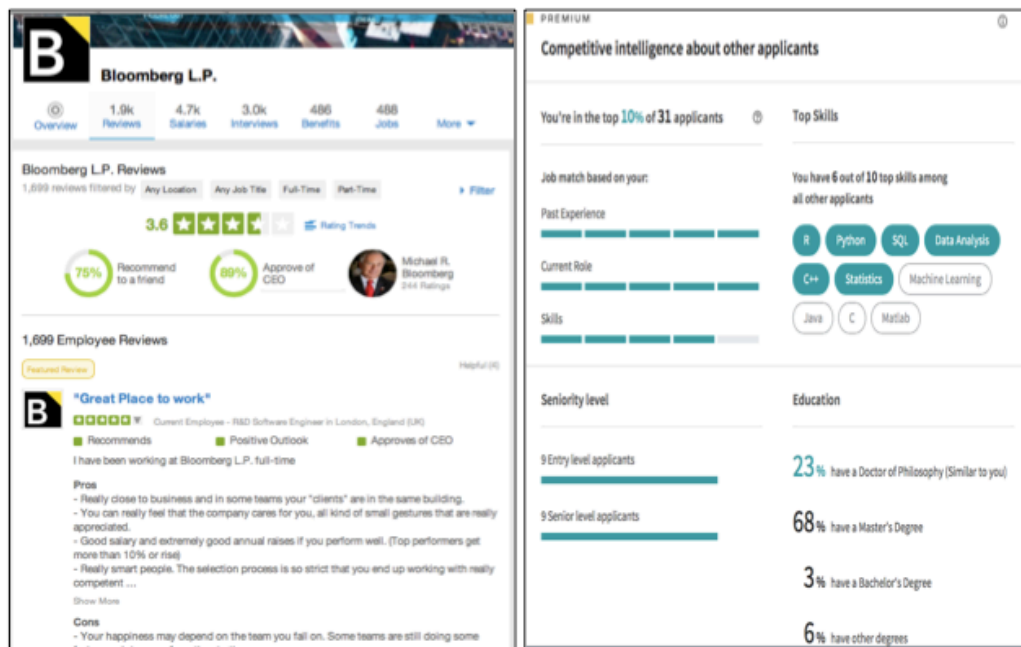 B
Bloomberg L.P.
Overview
1.9k
Reviews
4.7k
Salaries
3.0k
Interviews
486
Benefits
488
Jobs
More
Bloomberg L.P. Reviews
1,699 reviews filtered by Any Location Any Job Title Full-Time Part-Time Filter
3.6 Rating Trends
75% Recommend
to a friend
89% Approve of
CEO
Michael R.
Bloomberg
244 Ratings
1,699 Employee Reviews
Featured Review
Helpful (4)
B
"Great Place to work"
Current Employee - R&D Software Engineer in London, England (UK)
Recommends Positive Outlook Approves of CEO
I have been working at Bloomberg L.P. full-time
Pros
- Really close to business and in some teams your "clients" are in the same building.
- You can really feel that the company cares for you, all kind of small gestures that are really
appreciated.
- Good salary and extremely good annual raises if you perform well. (Top performers get
more than 10% or rise)
- Really smart people. The selection process is so strict that you end up working with really
competent ...
Show More
Cons
- Your happiness may depend on the team you fall on. Some teams are still doing some
PREMIUM
Competitive intelligence about other applicants
You're in the top 10% of 31 applicants
Job match based on your:
Past Experience
Current Role
Skills
Top Skills
You have 6 out of 10 top skills among
all other applicants
R Python SQL Data Analysis
C++ Statistics Machine Learning
Java C Matlab
Seniority level
9 Entry level applicants
9 Senior level applicants
Education
23% have a Doctor of Philosophy (Similar to you)
68% have a Master's Degree
3% have a Bachelor's Degree
6% have other degrees